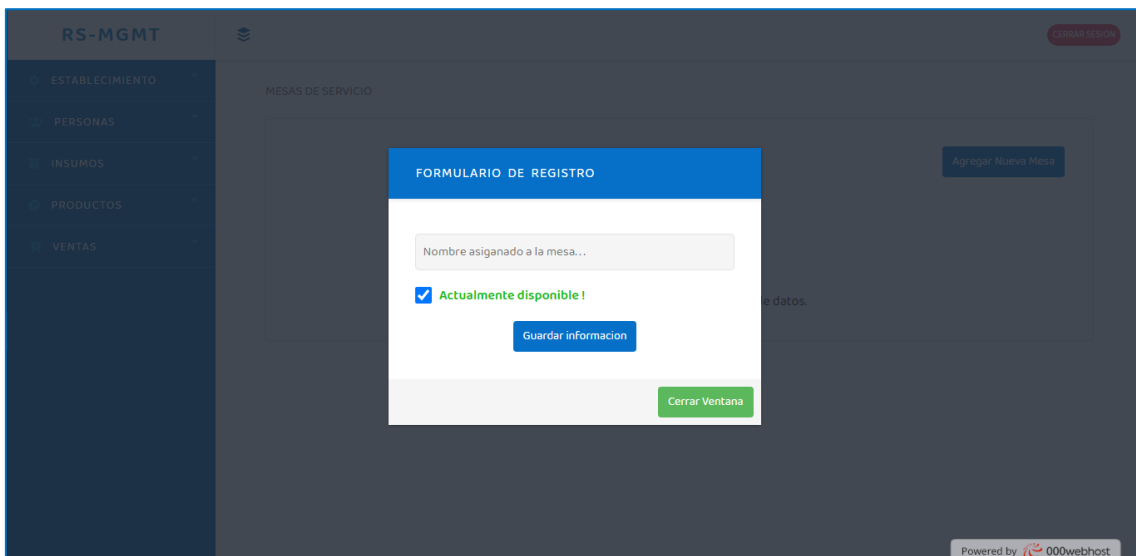 RS-MGMT
CERRAR SESION
ESTABLECIMIENTO
PERSONAS
INSUMOS
PRODUCTOS
VENTAS
MESAS DE SERVICIO
Agregar Nueva Mesa
FORMULARIO DE REGISTRO
Nombre asiganado a la mesa...
Actualmente disponible !
e datos.
Guardar informacion
Cerrar Ventana
Powered by 000webhost